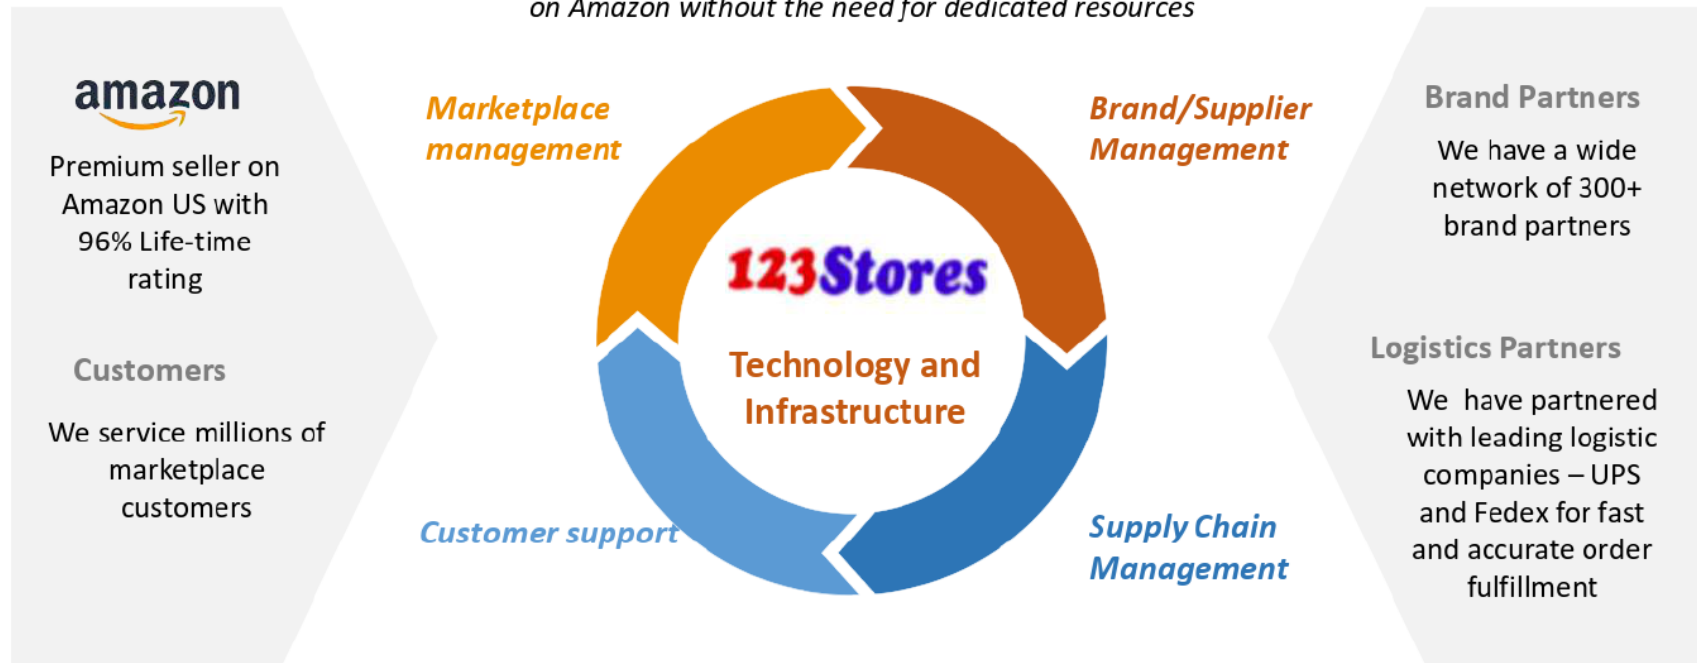 on Amazon without the need for dedicated resources
amazon
Premium seller on
Amazon US with
96% Life-time
rating
Customers
We service millions of
marketplace
customers
Marketplace
management
Brand/Supplier
Management
123Stores
Technology and
Infrastructure
Customer support
Supply Chain
Management
Brand Partners
We have a wide
network of 300+
brand partners
Logistics Partners
We have partnered
with leading logistic
companies – UPS
and Fedex for fast
and accurate order
fulfillment